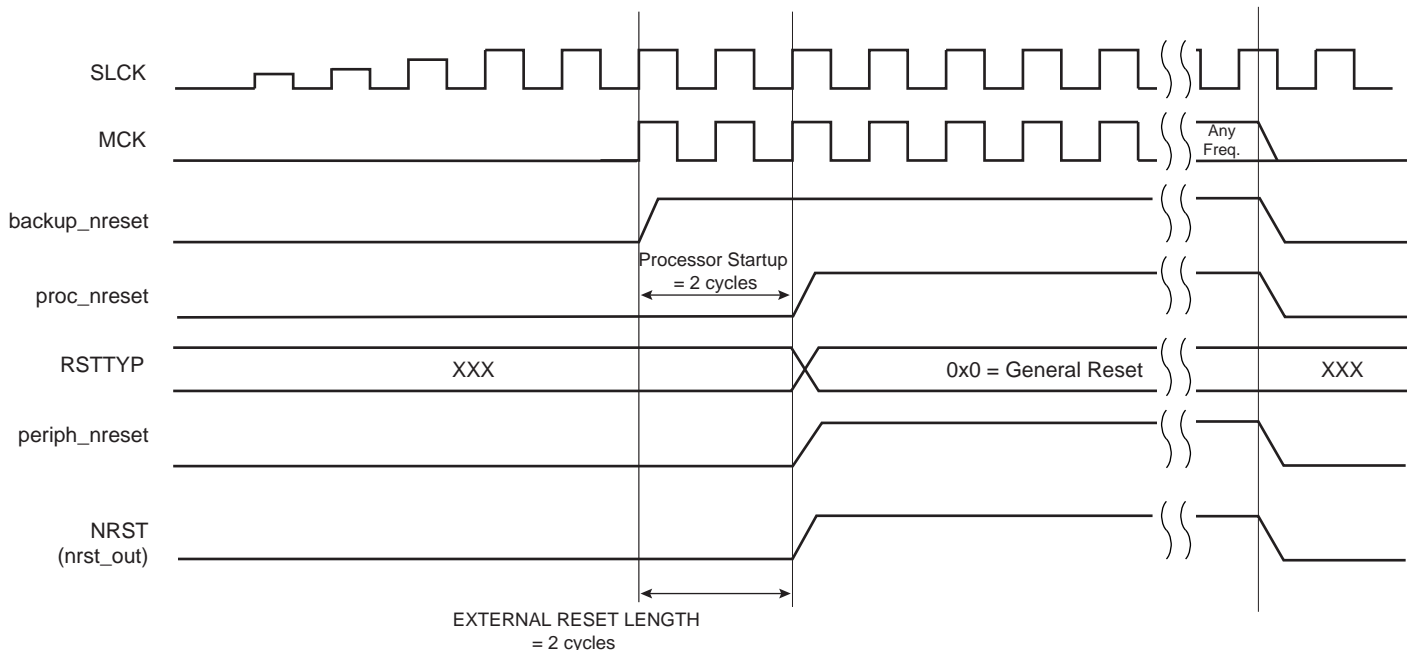 SLCK
MCK
Any
Freq.
backup_nreset
Processor Startup
= 2 cycles
proc_nreset
RSTTYP
XXX
0x0 = General Reset
XXX
periph_nreset
NRST
(nrst_out)
EXTERNAL RESET LENGTH
= 2 cycles